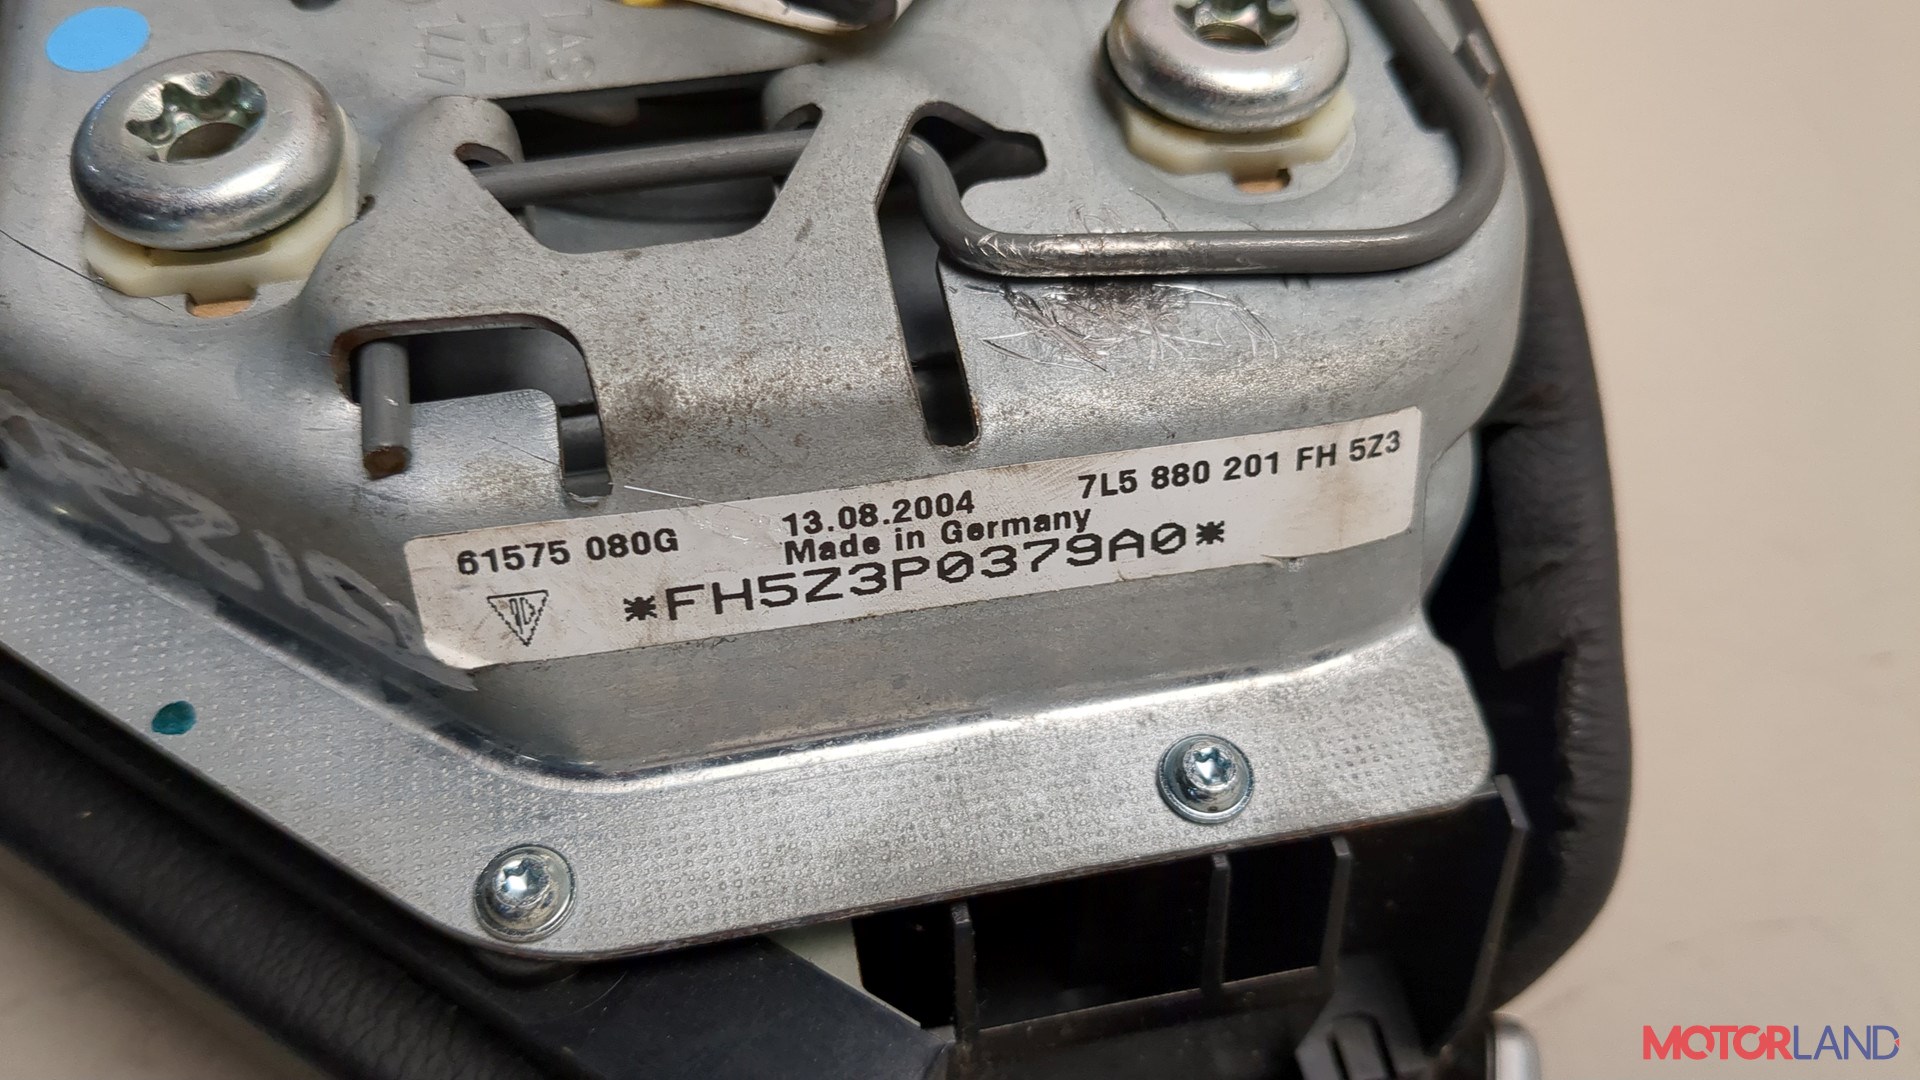 61575 080G 13.08.2004 7L5 880 201 FH 5Z3
Made in Germany
*FH5Z3P0379A0*
MOTORLAND